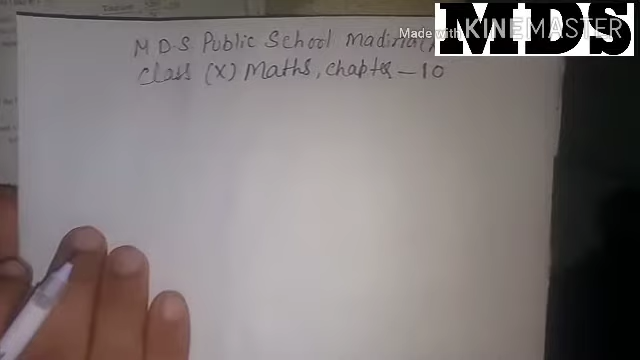 M.D.S Public School
Class (X) Maths, Chapter - 10
Made with KINEMASTER
MDS